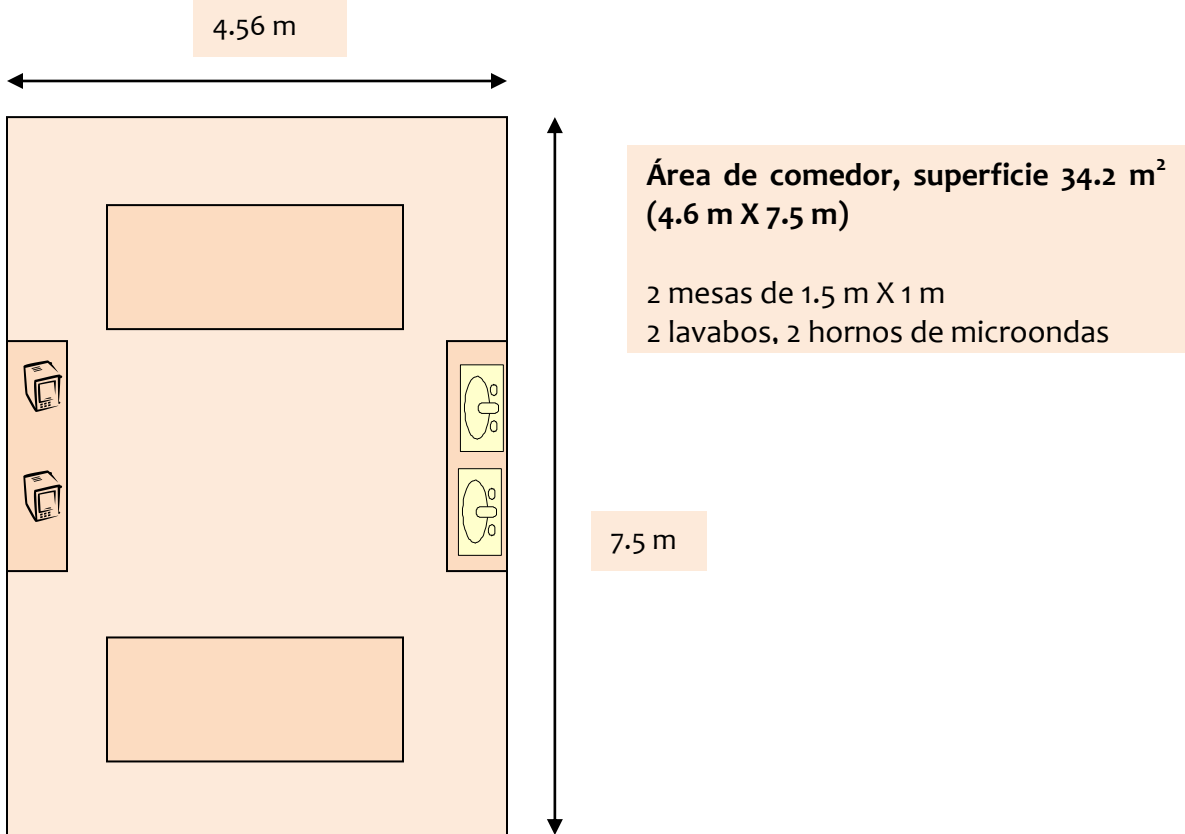 4.56 m
Área de comedor, superficie 34.2 m²
(4.6 m X 7.5 m)
2 mesas de 1.5 m X 1 m
2 lavabos, 2 hornos de microondas
7.5 m